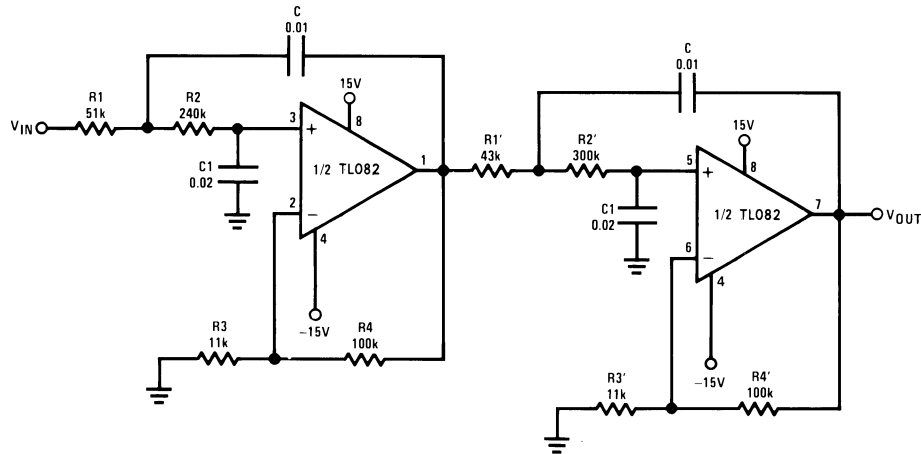 C
0.01
R1
51k
R2
240k
VIN
15V
8
3
+
1/2 TL082
1
C1
0.02
2
−
4
−15V
R3
11k
R4
100k
C
0.01
R1'
43k
R2'
300k
15V
8
5
+
1/2 TL082
7
VOUT
C1
0.02
6
−
4
−15V
R3'
11k
R4'
100k